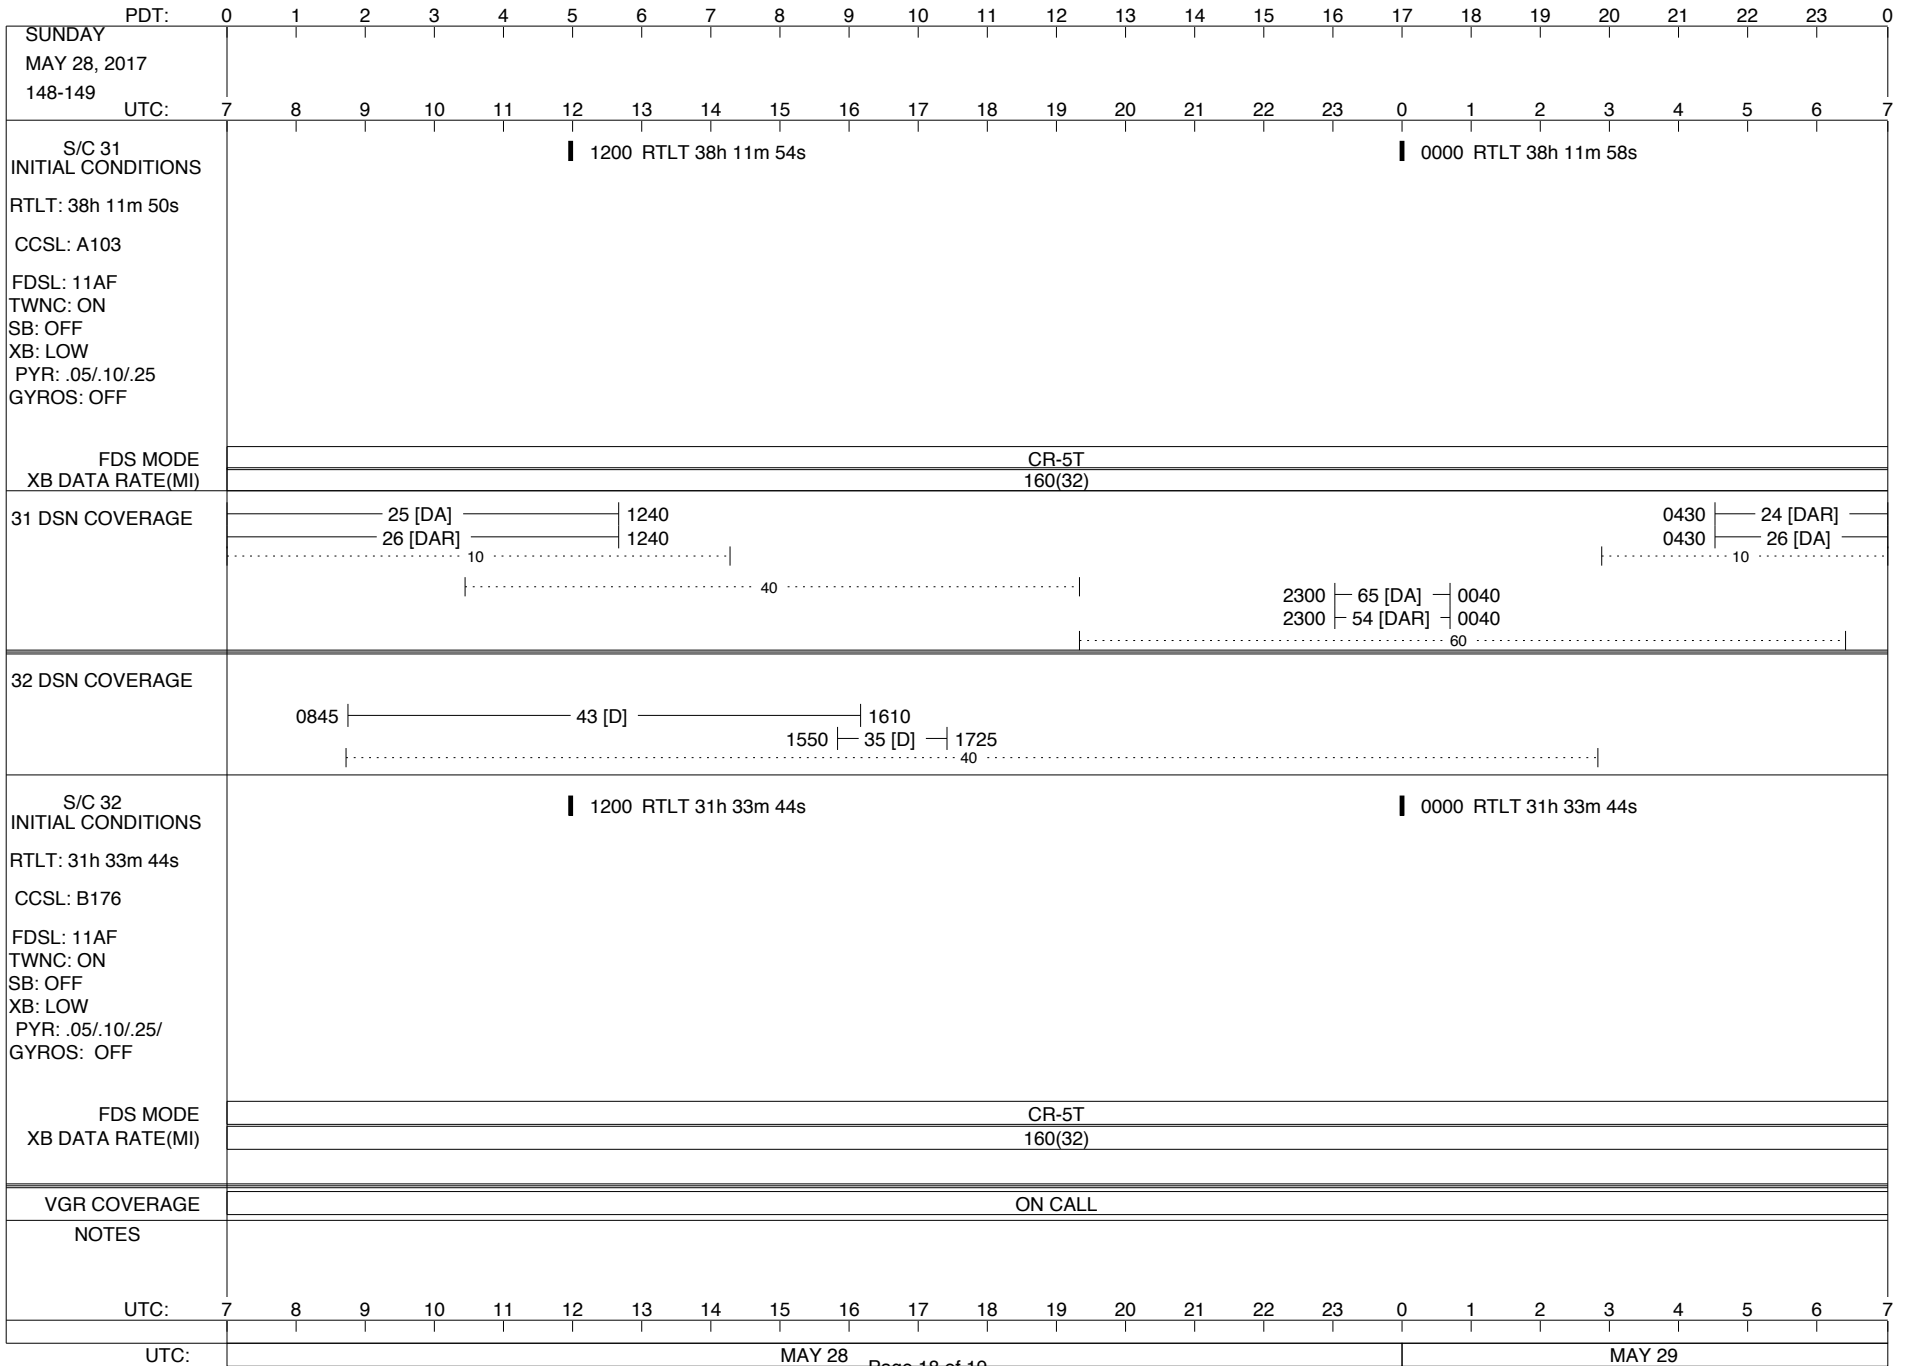 PDT: 0 1 2 3 4 5 6 7 8 9 10 11 12 13 14 15 16 17 18 19 20 21 22 23 0
SUNDAY
MAY 28, 2017
148-149
UTC: 7 8 9 10 11 12 13 14 15 16 17 18 19 20 21 22 23 0 1 2 3 4 5 6 7
S/C 31
INITIAL CONDITIONS
1200 RTLT 38h 11m 54s
0000 RTLT 38h 11m 58s
RTLT: 38h 11m 50s
CCSL: A103
FDSL: 11AF
TWNC: ON
SB: OFF
XB: LOW
PYR: .05/.10/.25
GYROS: OFF
FDS MODE CR-5T
XB DATA RATE(MI) 160(32)
31 DSN COVERAGE
25 [DA] 1240
0430 24 [DAR]
26 [DAR] 1240
0430 26 [DA]
10
10
40
2300 65 [DA] 0040
2300 54 [DAR] 0040
60
32 DSN COVERAGE
0845 43 [D] 1610
1550 35 [D] 1725
40
S/C 32
INITIAL CONDITIONS
1200 RTLT 31h 33m 44s
0000 RTLT 31h 33m 44s
RTLT: 31h 33m 44s
CCSL: B176
FDSL: 11AF
TWNC: ON
SB: OFF
XB: LOW
PYR: .05/.10/.25/
GYROS: OFF
FDS MODE CR-5T
XB DATA RATE(MI) 160(32)
VGR COVERAGE ON CALL
NOTES
UTC: 7 8 9 10 11 12 13 14 15 16 17 18 19 20 21 22 23 0 1 2 3 4 5 6 7
UTC: MAY 28 MAY 29
Page 18 of 19